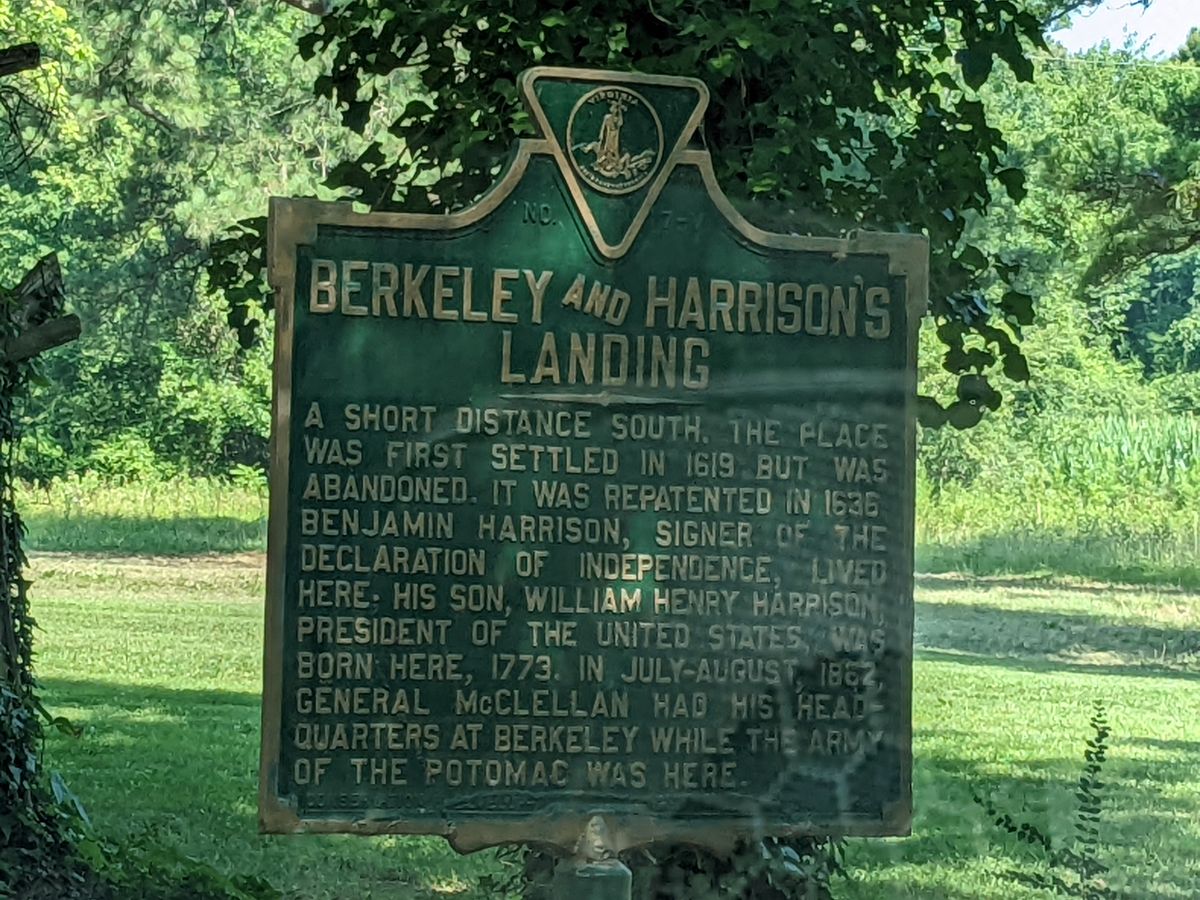 VIRGINIA
NO. 7-V
BERKELEY AND HARRISON'S
LANDING
A SHORT DISTANCE SOUTH. THE PLACE
WAS FIRST SETTLED IN 1619 BUT WAS
ABANDONED. IT WAS REPATENTED IN 1636
BENJAMIN HARRISON, SIGNER OF THE
DECLARATION OF INDEPENDENCE, LIVED
HERE; HIS SON, WILLIAM HENRY HARRISON,
PRESIDENT OF THE UNITED STATES, WAS
BORN HERE, 1773. IN JULY-AUGUST, 1862,
GENERAL McCLELLAN HAD HIS HEAD-
QUARTERS AT BERKELEY WHILE THE ARMY
OF THE POTOMAC WAS HERE.